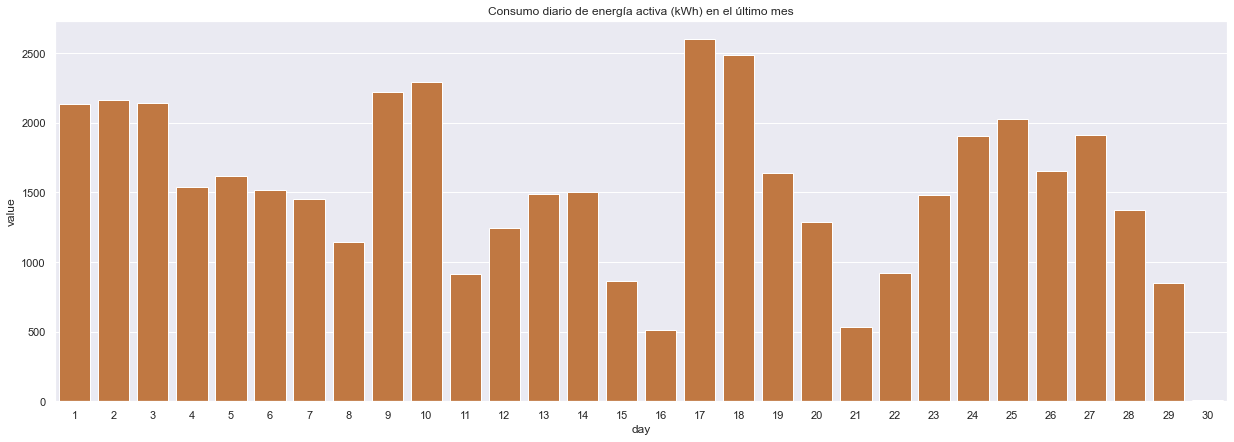 Consumo diario de energía activa (kWh) en el último mes
value
2500
2000
1500
1000
500
0
1 2 3 4 5 6 7 8 9 10 11 12 13 14 15 16 17 18 19 20 21 22 23 24 25 26 27 28 29 30
day